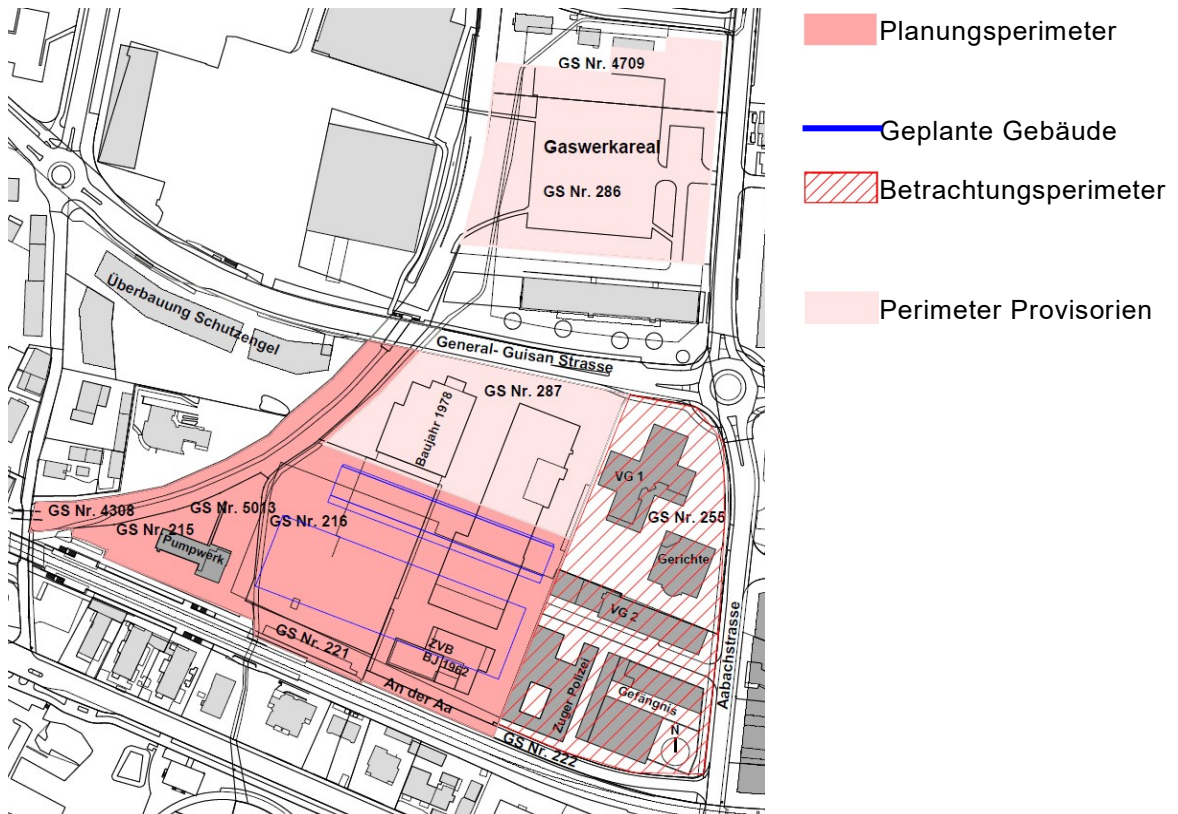 Planungsperimeter
Geplante Gebäude
Betrachtungsperimeter
Perimeter Provisorien
GS Nr. 4709
Gaswerkareal
GS Nr. 286
Überbauung Schutzengel
General- Guisan Strasse
GS Nr. 287
Baujahr 1978
VG 1
GS Nr. 255
Gerichte
GS Nr. 4308
GS Nr. 5013
GS Nr. 215
GS Nr. 216
Pumpwerk
VG 2
Aabachstrasse
GS Nr. 221
ZVB
BJ 1962
An der Aa
Zuger Polizei
Gefängnis
N
GS Nr. 222